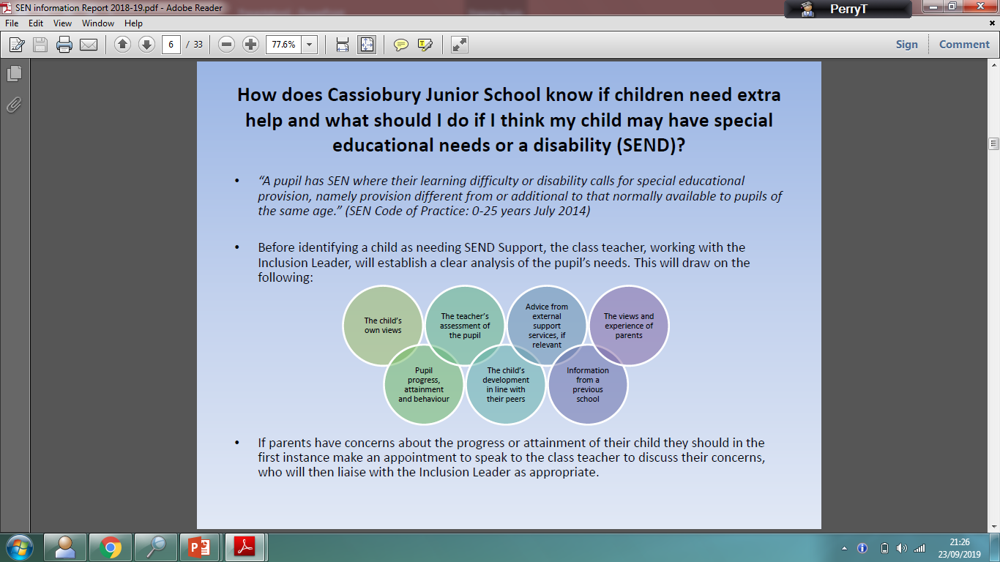 SEN information Report 2018-19.pdf - Adobe Reader
PerryT
File Edit View Window Help
6 / 33
77.6%
Sign
Comment
How does Cassiobury Junior School know if children need extra
help and what should I do if I think my child may have special
educational needs or a disability (SEND)?
• “A pupil has SEN where their learning difficulty or disability calls for special educational
provision, namely provision different from or additional to that normally available to pupils of
the same age.” (SEN Code of Practice: 0-25 years July 2014)
• Before identifying a child as needing SEND Support, the class teacher, working with the
Inclusion Leader, will establish a clear analysis of the pupil’s needs. This will draw on the
following:
The child’s
own views
The teacher’s
assessment of
the pupil
Advice from
external
support
services, if
relevant
The views and
experience of
parents
Pupil
progress,
attainment
and behaviour
The child’s
development
in line with
their peers
Information
from a
previous
school
• If parents have concerns about the progress or attainment of their child they should in the
first instance make an appointment to speak to the class teacher to discuss their concerns,
who will then liaise with the Inclusion Leader as appropriate.
21:26
23/09/2019